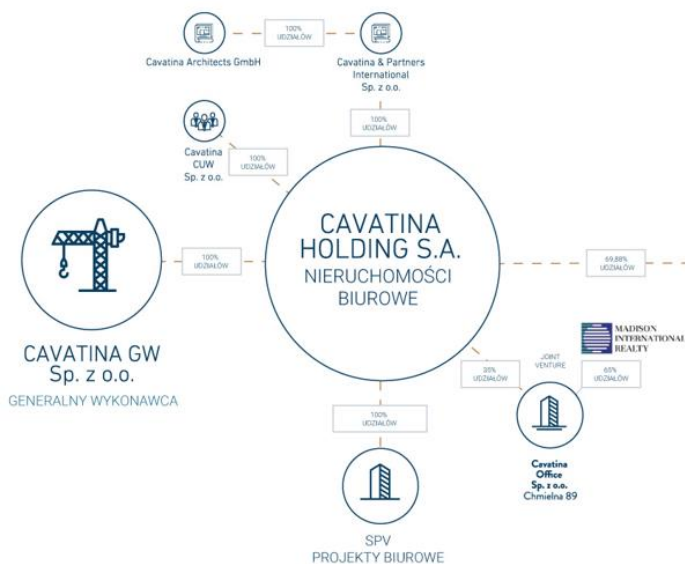 100%
UDZIAŁÓW
Cavatina Architects GmbH
Cavatina & Partners
International
Sp. z o.o.
100%
UDZIAŁÓW
Cavatina
CUW
Sp. z o.o.
100%
UDZIAŁÓW
CAVATINA
HOLDING S.A.
NIERUCHOMOŚCI
BIUROWE
100%
UDZIAŁÓW
69,88%
UDZIAŁÓW
CAVATINA GW
Sp. z o.o.
GENERALNY WYKONAWCA
MADISON
INTERNATIONAL
REALTY
JOINT
VENTURE
35%
UDZIAŁÓW
65%
UDZIAŁÓW
100%
UDZIAŁÓW
Cavatina
Office
Sp. z o.o.
Chmielna 89
SPV
PROJEKTY BIUROWE